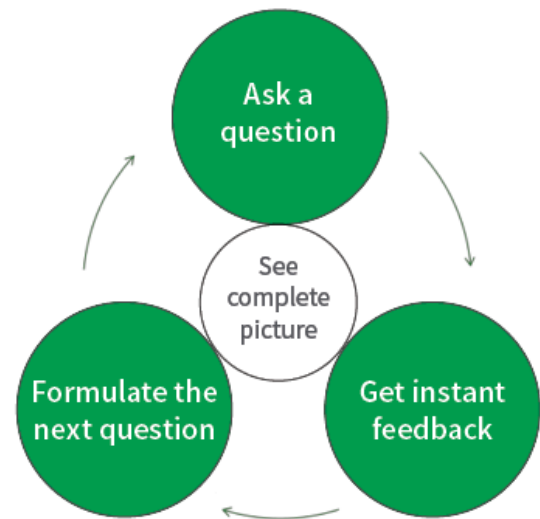 Ask a
question
See
complete
picture
Formulate the
next question
Get instant
feedback